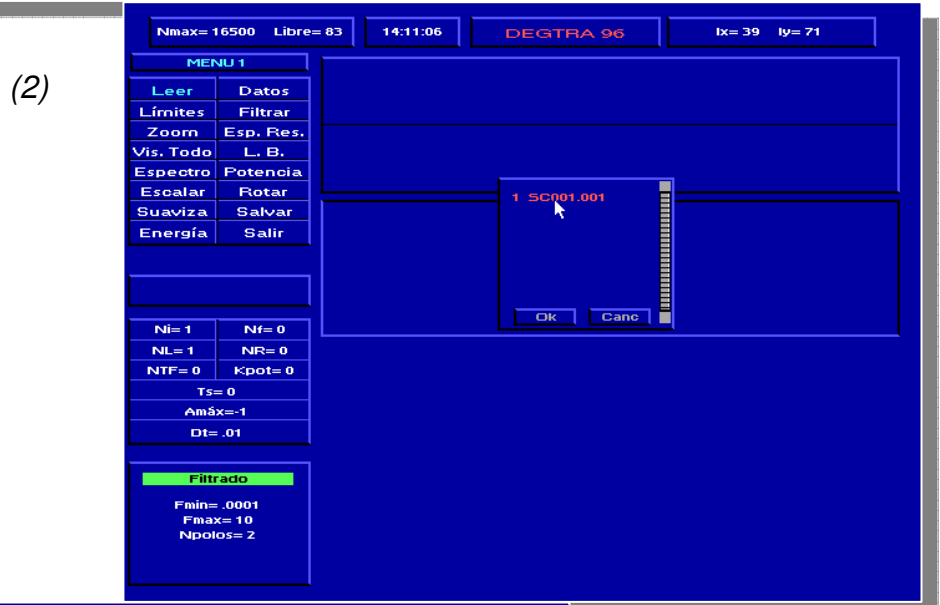 (2)
Nmax= 16500 Libre= 83 14:11:06 DEGTRA 96 Ix= 39 Iy= 71
MENU 1
Leer Datos
Límites Filtrar
Zoom Esp. Res.
Vis. Todo L. B.
Espectro Potencia
Escalar Rotar
Suaviza Salvar
Energía Salir
1 SC001.001
Ok Canc
Ni= 1 Nf= 0
NL= 1 NR= 0
NTF= 0 Kpot= 0
Ts= 0
Amáx=-1
Dt= .01
Filtrado
Fmin= .0001
Fmax= 10
Npolos= 2